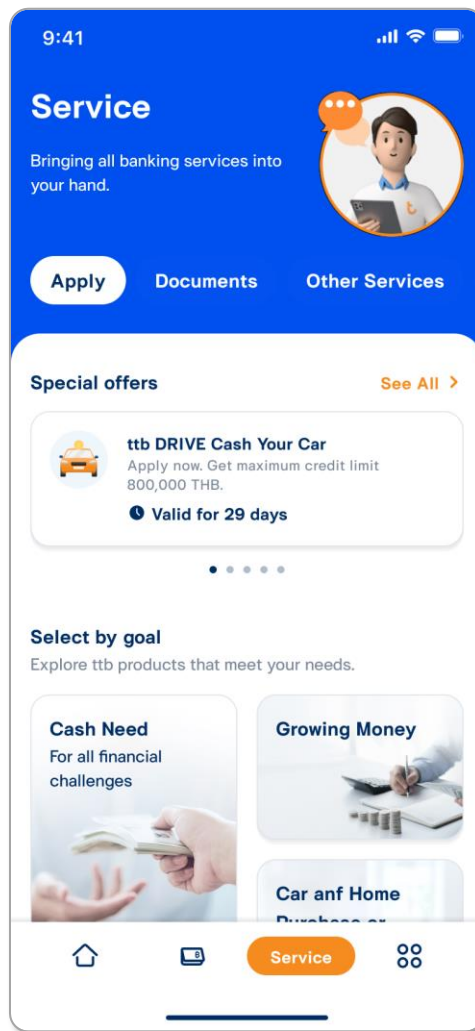 9:41
Service
Bringing all banking services into
your hand.
Apply
Documents
Other Services
Special offers
See All >
ttb DRIVE Cash Your Car
Apply now. Get maximum credit limit
800,000 THB.
Valid for 29 days
Select by goal
Explore ttb products that meet your needs.
Cash Need
For all financial
challenges
Growing Money
Car anf Home
Purchase or
Service